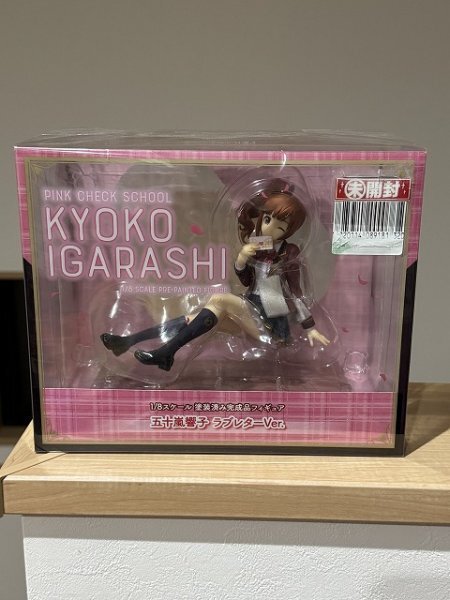 未開封
PINK CHECK SCHOOL
KYOKO
IGARASHI
1/8 SCALE PRE-PAINTED FIGURE
1/8スケール 塗装済み完成品フィギュア
五十嵐響子 ラブレターVer.